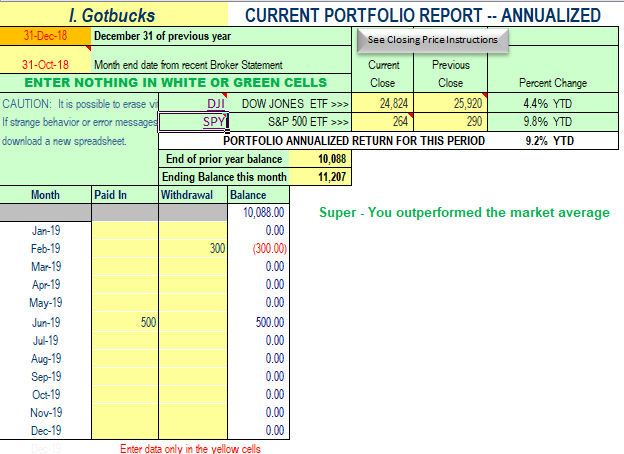 I. Gotbucks CURRENT PORTFOLIO REPORT -- ANNUALIZED
31-Dec-18 December 31 of previous year See Closing Price Instructions
31-Oct-18 Month end date from recent Broker Statement Current Previous
ENTER NOTHING IN WHITE OR GREEN CELLS Close Close Percent Change
CAUTION: It is possible to erase vi DJI DOW JONES ETF >>> 24,824 25,920 4.4% YTD
If strange behavior or error messages SPY S&P 500 ETF >>> 264 290 9.8% YTD
download a new spreadsheet. PORTFOLIO ANNUALIZED RETURN FOR THIS PERIOD 9.2% YTD
End of prior year balance 10,088
Ending Balance this month 11,207
Month Paid In Withdrawal Balance
10,088.00 Super - You outperformed the market average
Jan-19 0.00
Feb-19 300 (300.00)
Mar-19 0.00
Apr-19 0.00
May-19 0.00
Jun-19 500 500.00
Jul-19 0.00
Aug-19 0.00
Sep-19 0.00
Oct-19 0.00
Nov-19 0.00
Dec-19 0.00
Dec-19 Enter data only in the yellow cells